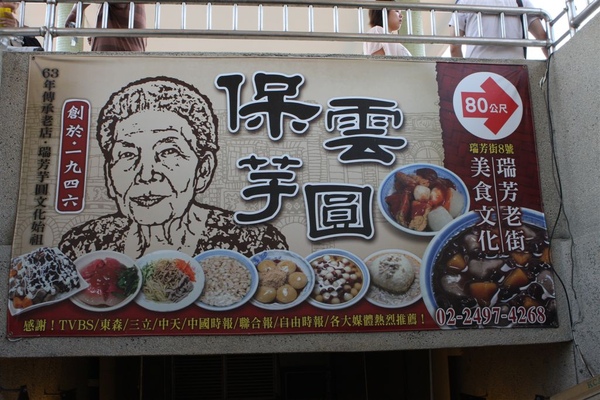 63年傳承老店·瑞芳芋圓文化始祖
創於·一九四六
保雲芋圓
80公尺
瑞芳街8號
瑞芳老街
美食文化
感謝！TVBS/東森/三立/中天/中國時報/聯合報/自由時報/各大媒體熱烈推薦！
02-2497-4268